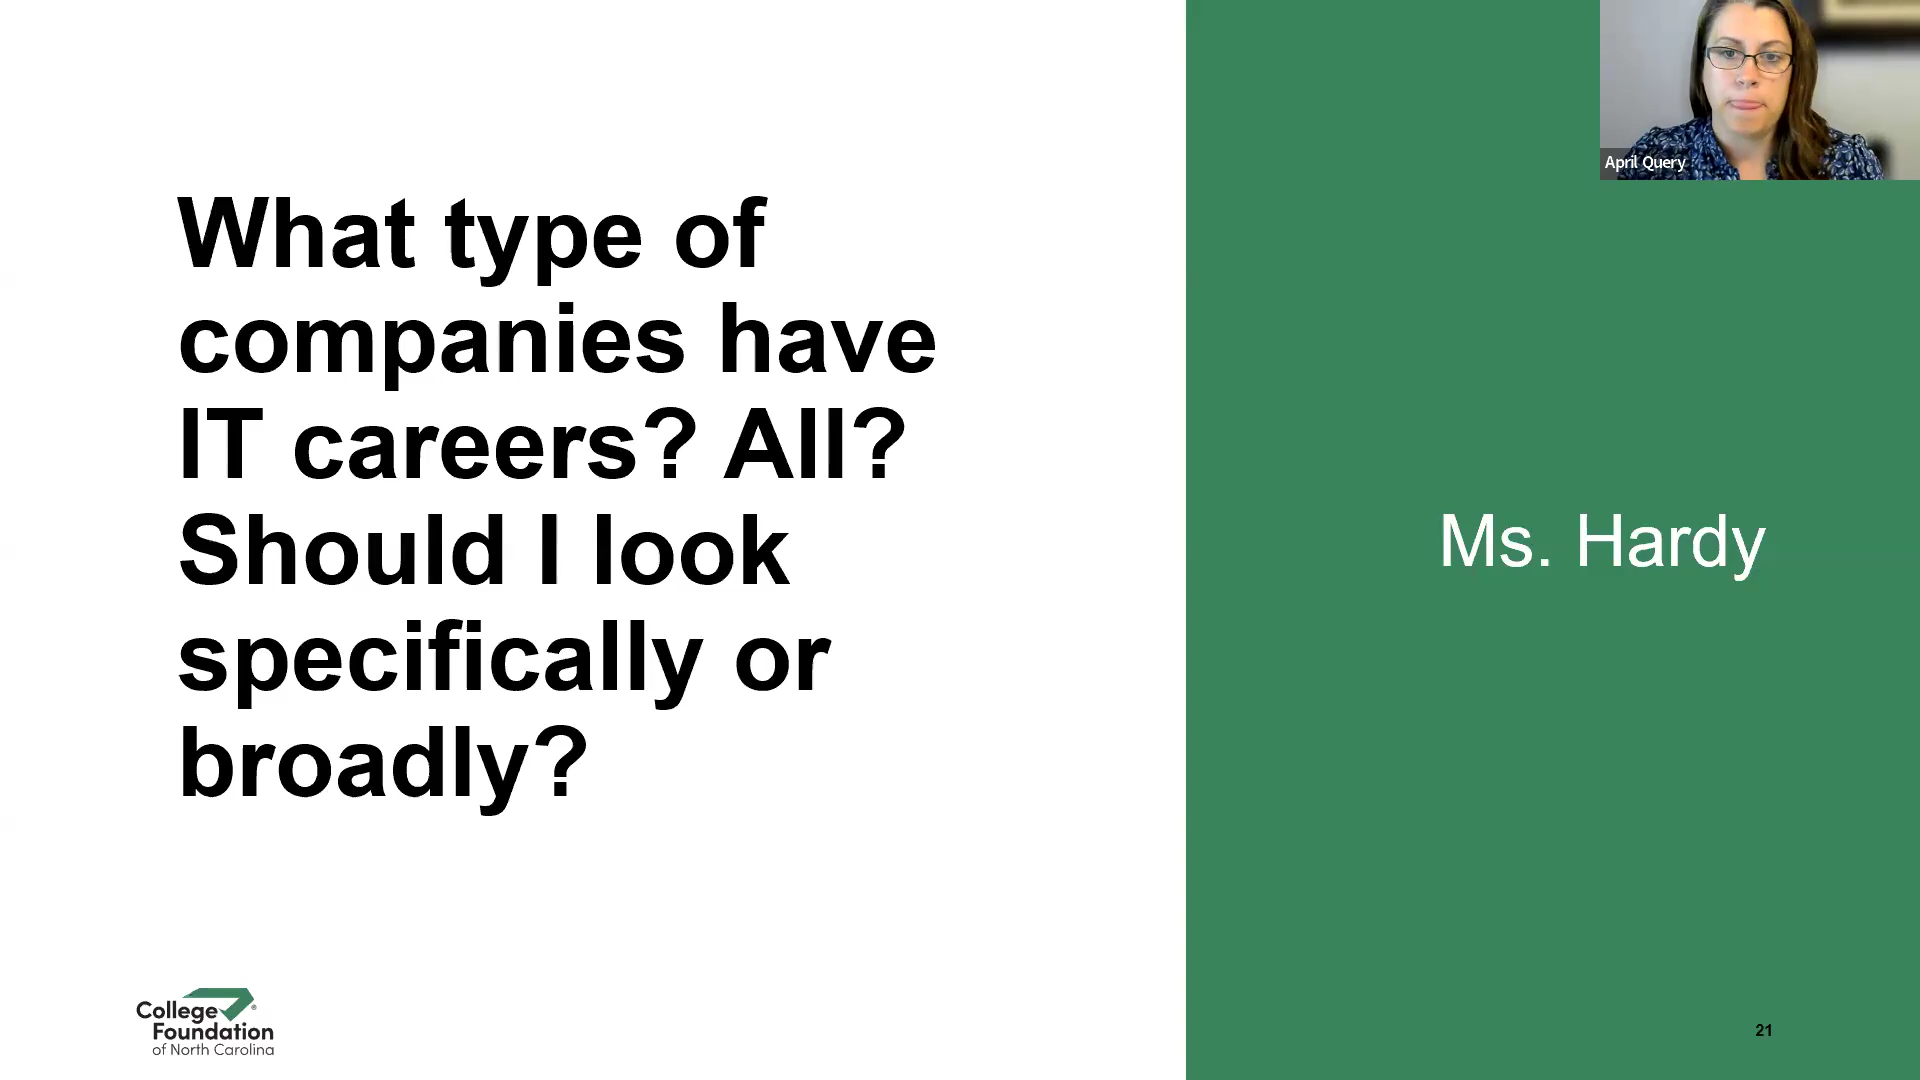 What type of
companies have
IT careers? All?
Should I look
specifically or
broadly?
Ms. Hardy
April Query
College
Foundation
of North Carolina
21